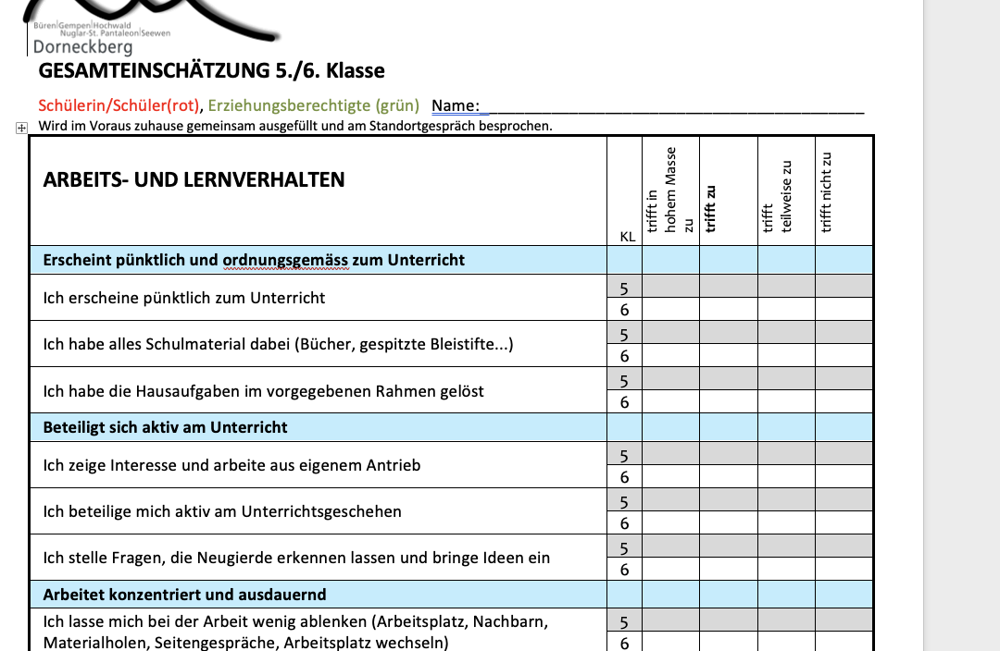 Büren|Gempen|Hochwald
Nuglar-St. Pantaleon|Seewen
Dorneckberg
GESAMTEINSCHÄTZUNG 5./6. Klasse
Schülerin/Schüler(rot), Erziehungsberechtigte (grün) Name:
Wird im Voraus zuhause gemeinsam ausgefüllt und am Standortgespräch besprochen.
ARBEITS- UND LERNVERHALTEN
KL
trifft in
hohem Masse
zu
trifft zu
trifft
teilweise zu
trifft nicht zu
Erscheint pünktlich und ordnungsgemäss zum Unterricht
Ich erscheine pünktlich zum Unterricht
5
6
Ich habe alles Schulmaterial dabei (Bücher, gespitzte Bleistifte...)
5
6
Ich habe die Hausaufgaben im vorgegebenen Rahmen gelöst
5
6
Beteiligt sich aktiv am Unterricht
Ich zeige Interesse und arbeite aus eigenem Antrieb
5
6
Ich beteilige mich aktiv am Unterrichtsgeschehen
5
6
Ich stelle Fragen, die Neugierde erkennen lassen und bringe Ideen ein
5
6
Arbeitet konzentriert und ausdauernd
Ich lasse mich bei der Arbeit wenig ablenken (Arbeitsplatz, Nachbarn,
Materialholen, Seitengespräche, Arbeitsplatz wechseln)
5
6